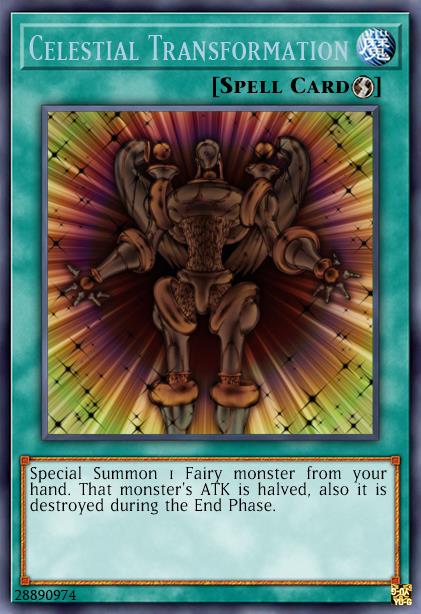 CELESTIAL TRANSFORMATION 魔
[SPELL CARD]
Special Summon 1 Fairy monster from your
hand. That monster's ATK is halved, also it is
destroyed during the End Phase.
28890974